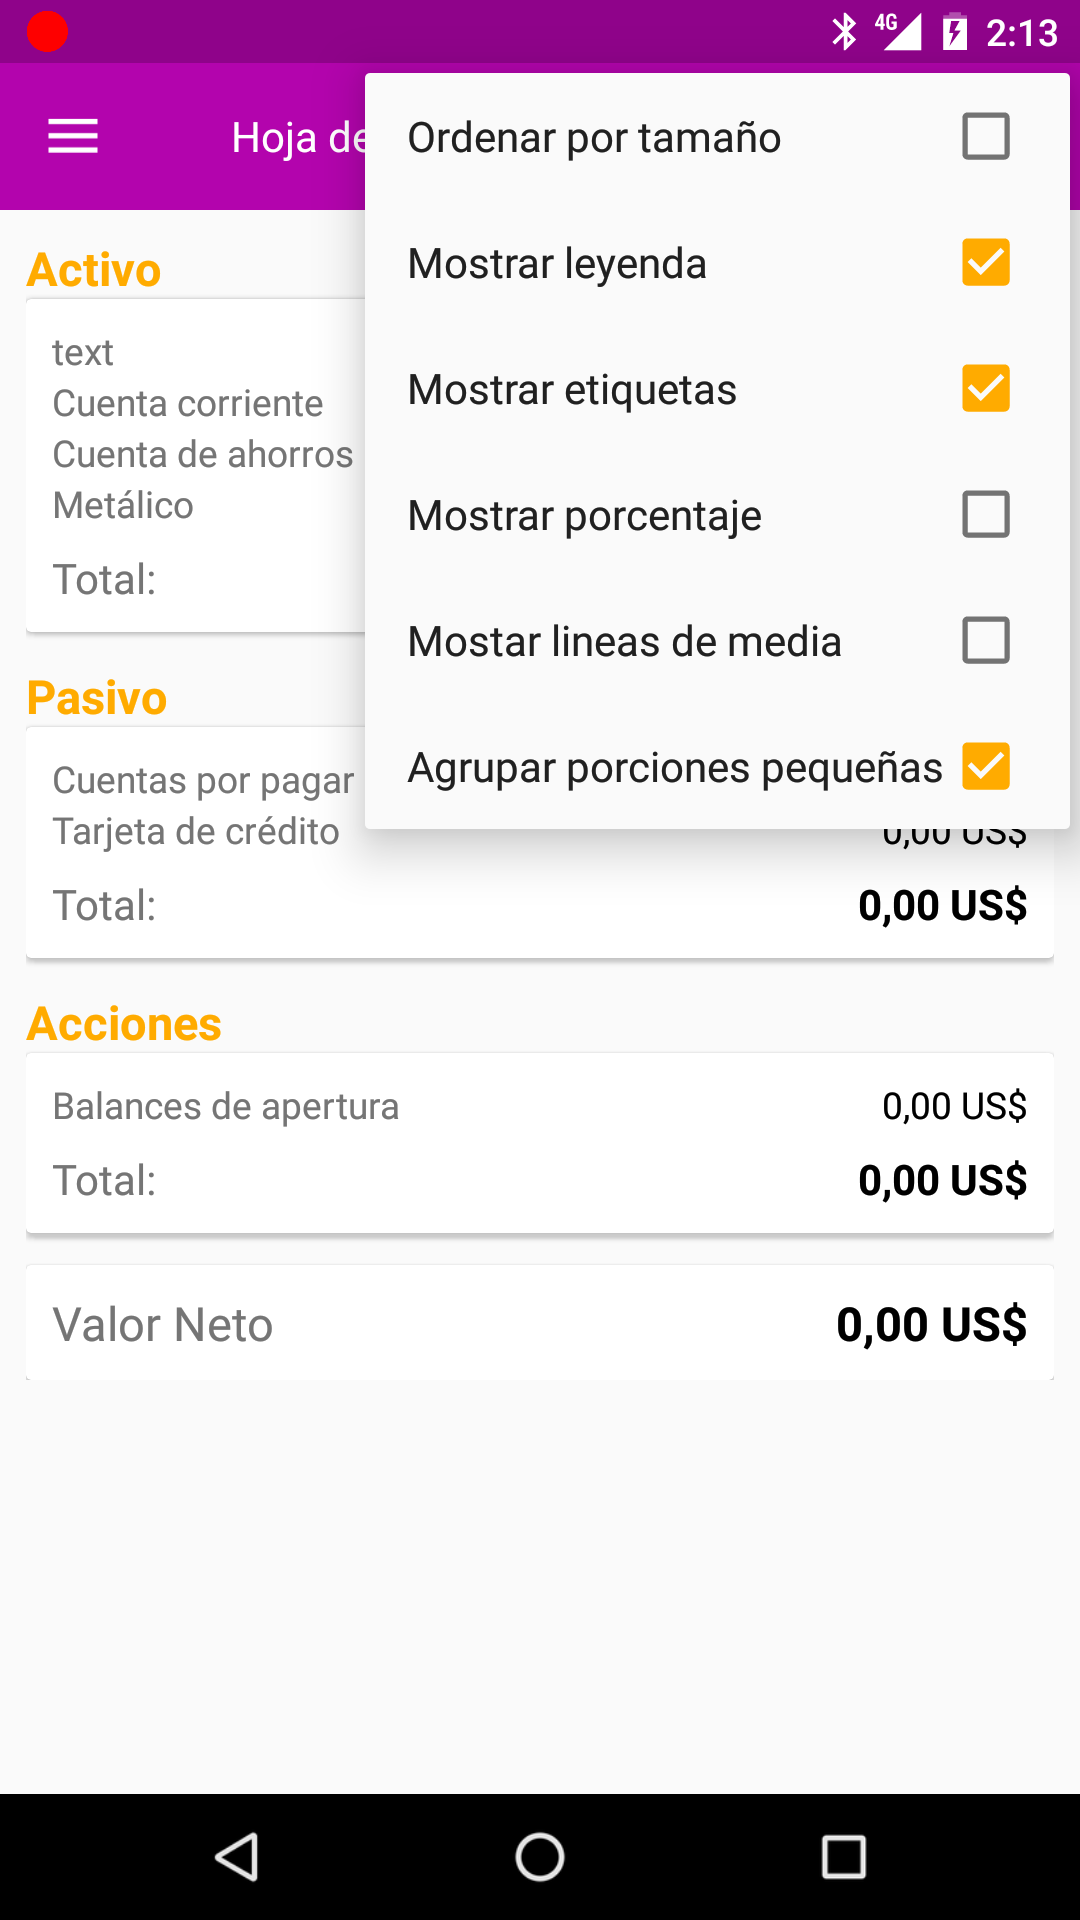 4G 2:13
Hoja de
Ordenar por tamaño
Mostrar leyenda
Mostrar etiquetas
Mostrar porcentaje
Mostar lineas de media
Agrupar porciones pequeñas
Activo
text
Cuenta corriente
Cuenta de ahorros
Metálico
Total:
Pasivo
Cuentas por pagar
Tarjeta de crédito 0,00 US$
Total: 0,00 US$
Acciones
Balances de apertura 0,00 US$
Total: 0,00 US$
Valor Neto 0,00 US$